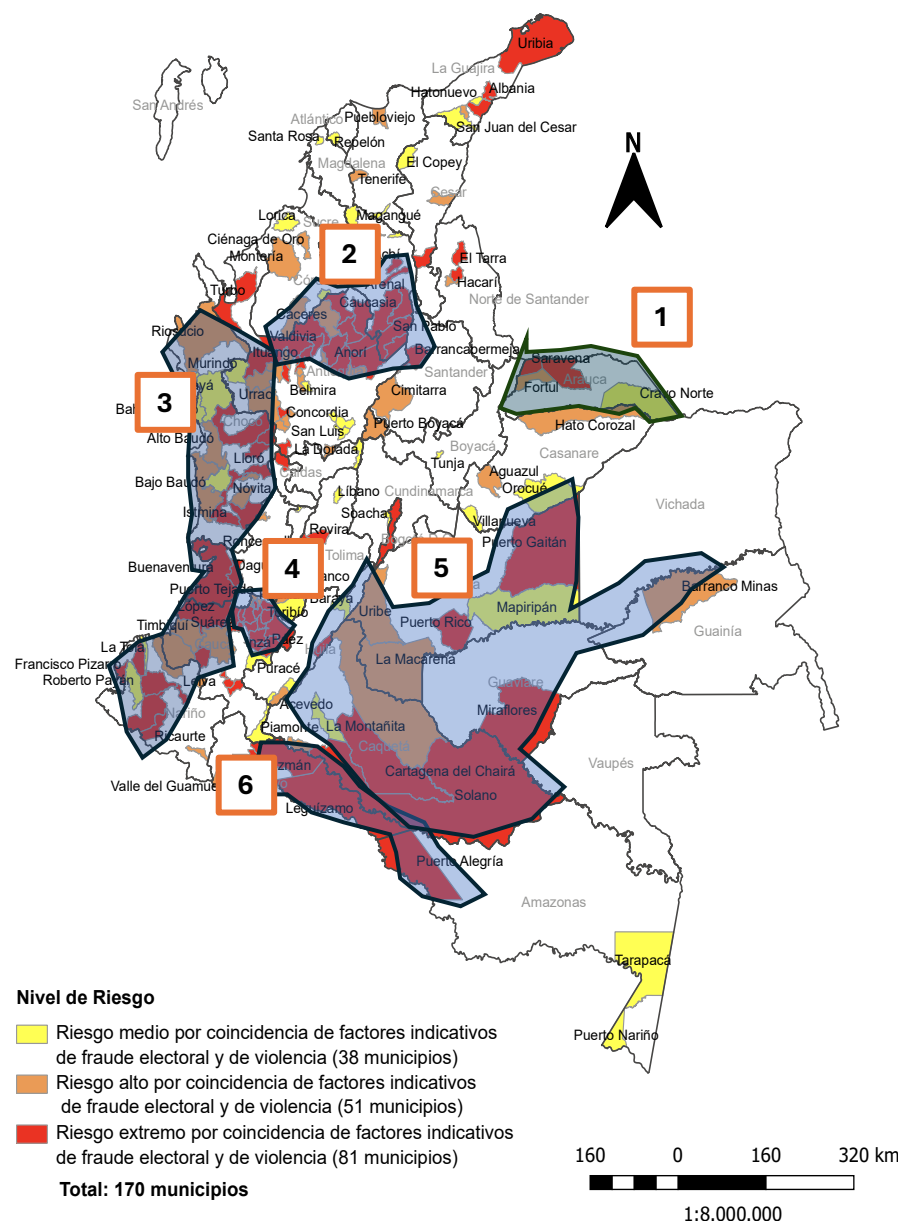 Uribia
La Guajira
Hatonuevo
Albania
San Andrés
Atlántico
Puebloviejo
San Juan del Cesar
Santa Rosa
Repelón
N
Magdalena
El Copey
Tenerife
Cesar
Lorica
Magangué
Sucre
Ciénaga de Oro
2
Montería
El Tarra
Turbo
Arenal
Hacarí
Norte de Santander
Caucasia
1
Cáceres
Riosucio
San Pablo
Valdivia
Ituango
Anorí
Barrancabermeja
Saravena
Murindó
Santander
Arauca
Fortul
Cravo Norte
3
Urrao
Belmira
Cimitarra
Concordia
Chocó
San Luis
Puerto Boyacá
Hato Corozal
Alto Baudó
La Dorada
Boyacá
Casanare
Lloró
Tunja
Caldas
Aguazul
Bajo Baudó
Nóvita
Líbano
Cundinamarca
Orocué
Vichada
Istmina
Soacha
Villanueva
Rovira
Puerto Gaitán
Tolima
Buenaventura
4
5
Puerto Tejada
Baraya
Barranco Minas
López
Toribío
Uribe
Mapiripán
Timbiquí
Suárez
Puerto Rico
Guainía
La Tola
Páez
Huila
La Macarena
Francisco Pizarro
Puracé
Roberto Payán
Leiva
Guaviare
Nariño
Acevedo
Miraflores
Ricaurte
Piamonte
La Montañita
Caquetá
Vaupés
6
Cartagena del Chairá
Solano
Leguízamo
Puerto Alegría
Amazonas
Tarapacá
Puerto Nariño
Nivel de Riesgo
Riesgo medio por coincidencia de factores indicativos
de fraude electoral y de violencia (38 municipios)
Riesgo alto por coincidencia de factores indicativos
de fraude electoral y de violencia (51 municipios)
Riesgo extremo por coincidencia de factores indicativos
de fraude electoral y de violencia (81 municipios)
Total: 170 municipios
160 0 160 320 km
1:8.000.000